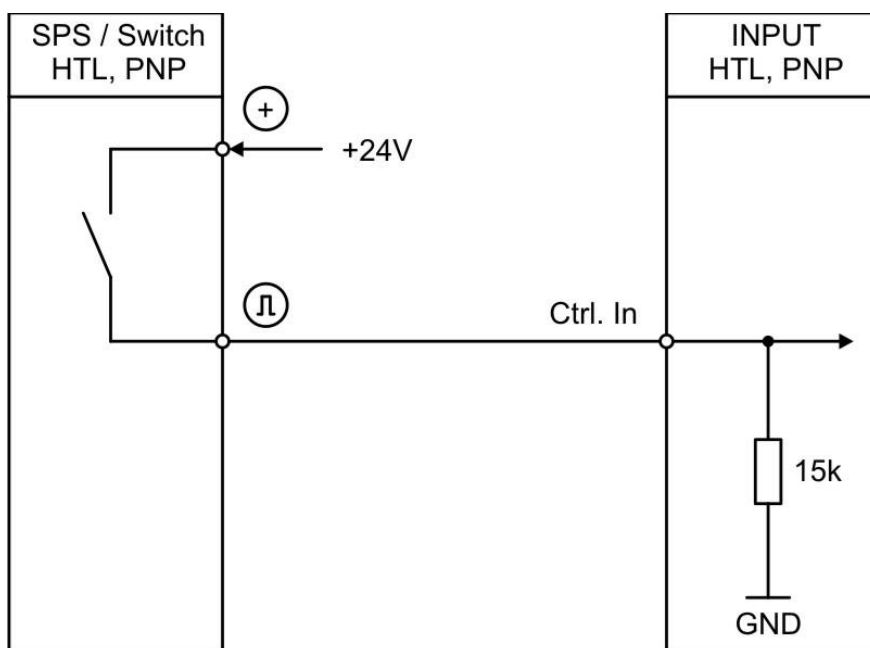 SPS / Switch
HTL, PNP
INPUT
HTL, PNP
+
+24V
Ctrl. In
15k
GND